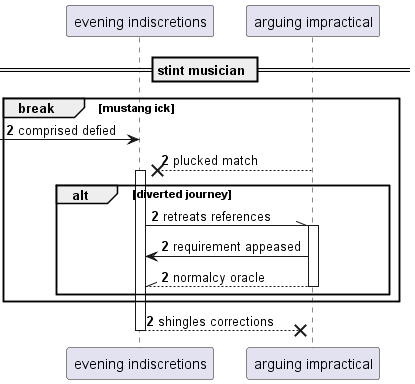 evening indiscretions arguing impractical
stint musician
break [mustang ick]
2 comprised defied
2 plucked match
alt [diverted journey]
2 retreats references
2 requirement appeased
2 normalcy oracle
2 shingles corrections
evening indiscretions arguing impractical